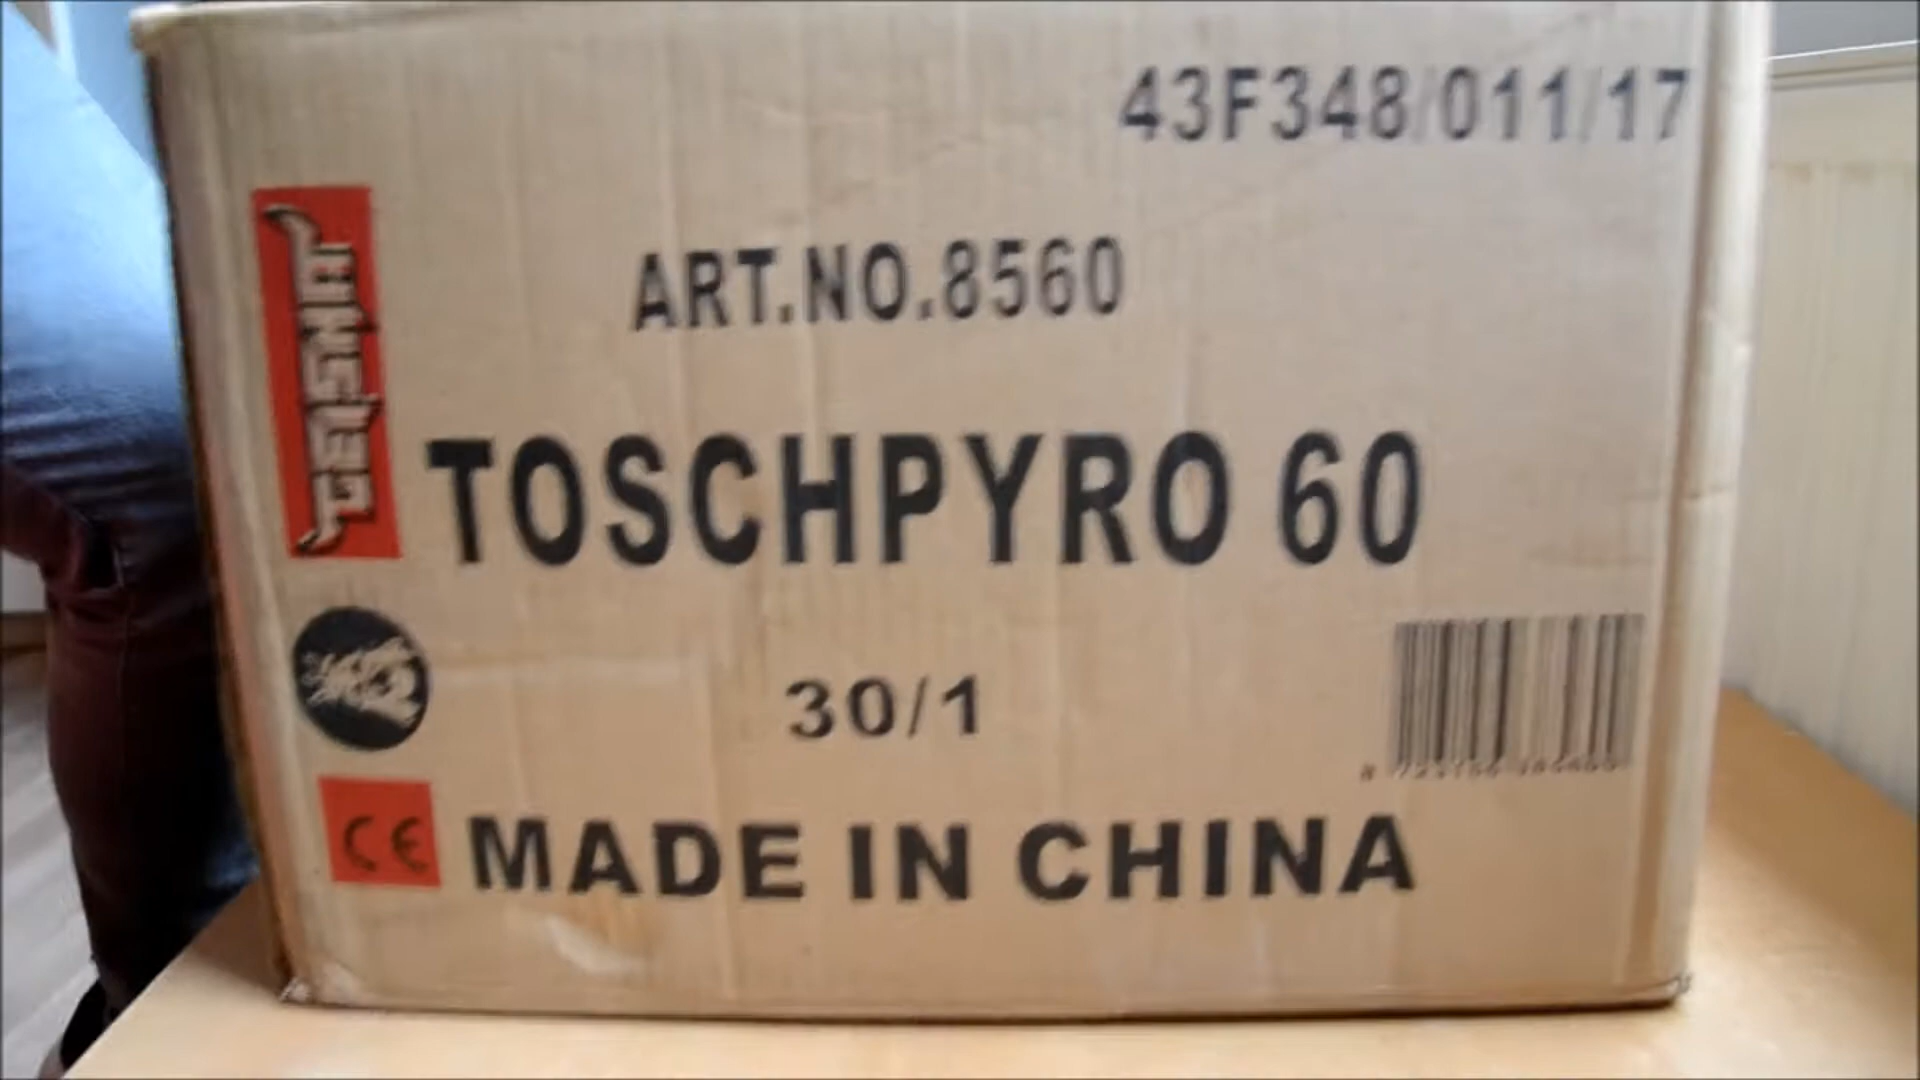 43F348/011/17
ART.NO.8560
TOSCHPYRO 60
30/1
CE MADE IN CHINA